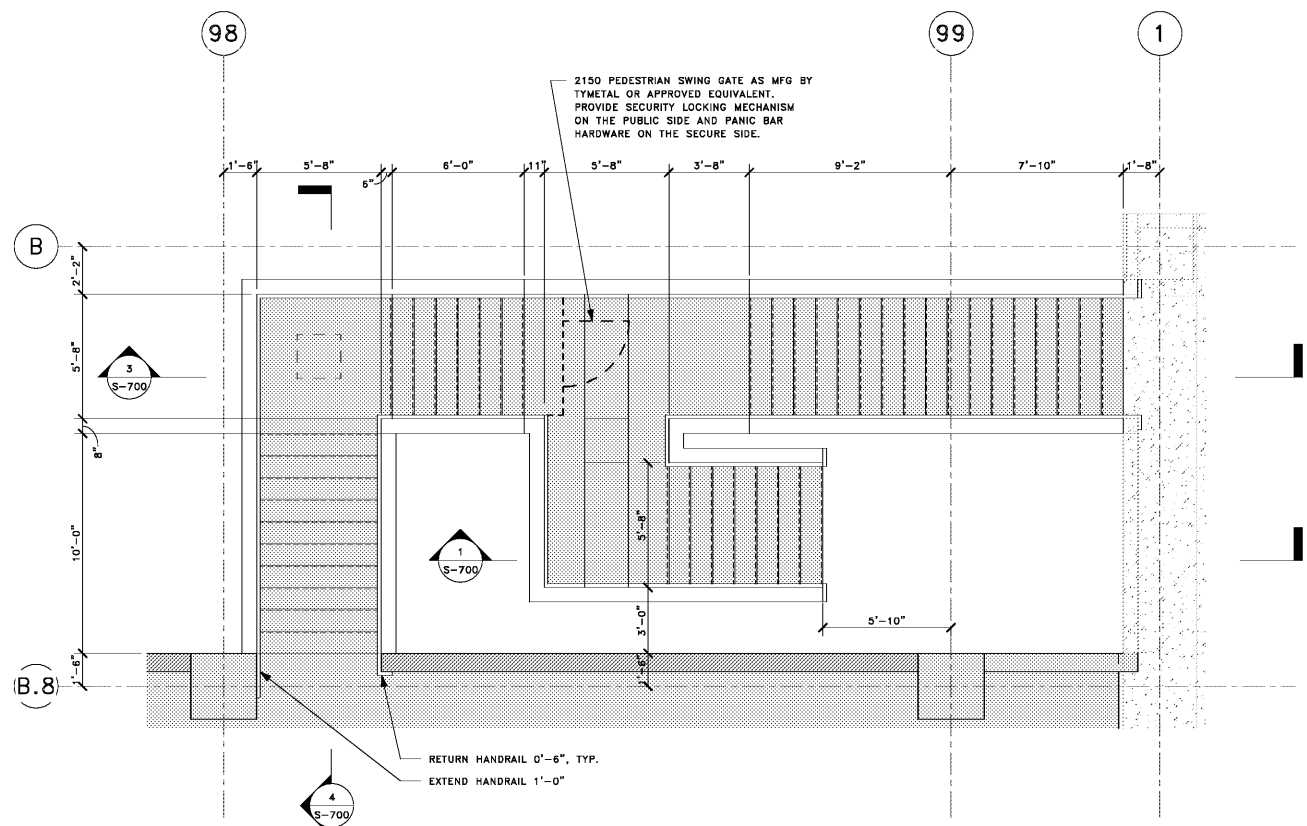 98
99
1
2150 PEDESTRIAN SWING GATE AS MFG BY
TYMETAL OR APPROVED EQUIVALENT.
PROVIDE SECURITY LOCKING MECHANISM
ON THE PUBLIC SIDE AND PANIC BAR
HARDWARE ON THE SECURE SIDE.
1'-6"
5'-8"
6"
6'-0"
11"
5'-8"
3'-8"
9'-2"
7'-10"
1'-8"
B
2'-2"
5'-8"
3
S-700
8"
10'-0"
5'-8"
1
S-700
3'-0"
5'-10"
1'-6"
1'-6"
B.8
RETURN HANDRAIL 0'-6", TYP.
EXTEND HANDRAIL 1'-0"
4
S-700